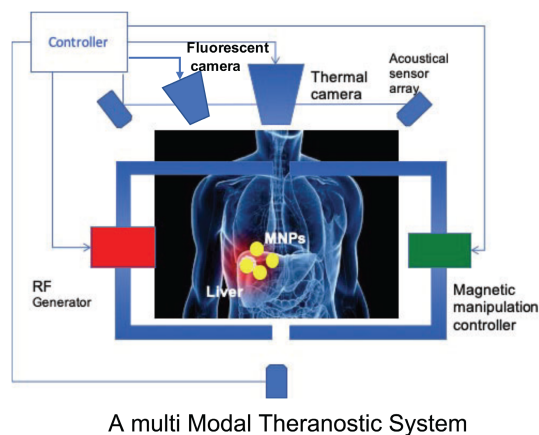 Controller
Fluorescent
camera
Thermal
camera
Acoustical
sensor
array
MNPs
Liver
RF
Generator
Magnetic
manipulation
controller
A multi Modal Theranostic System